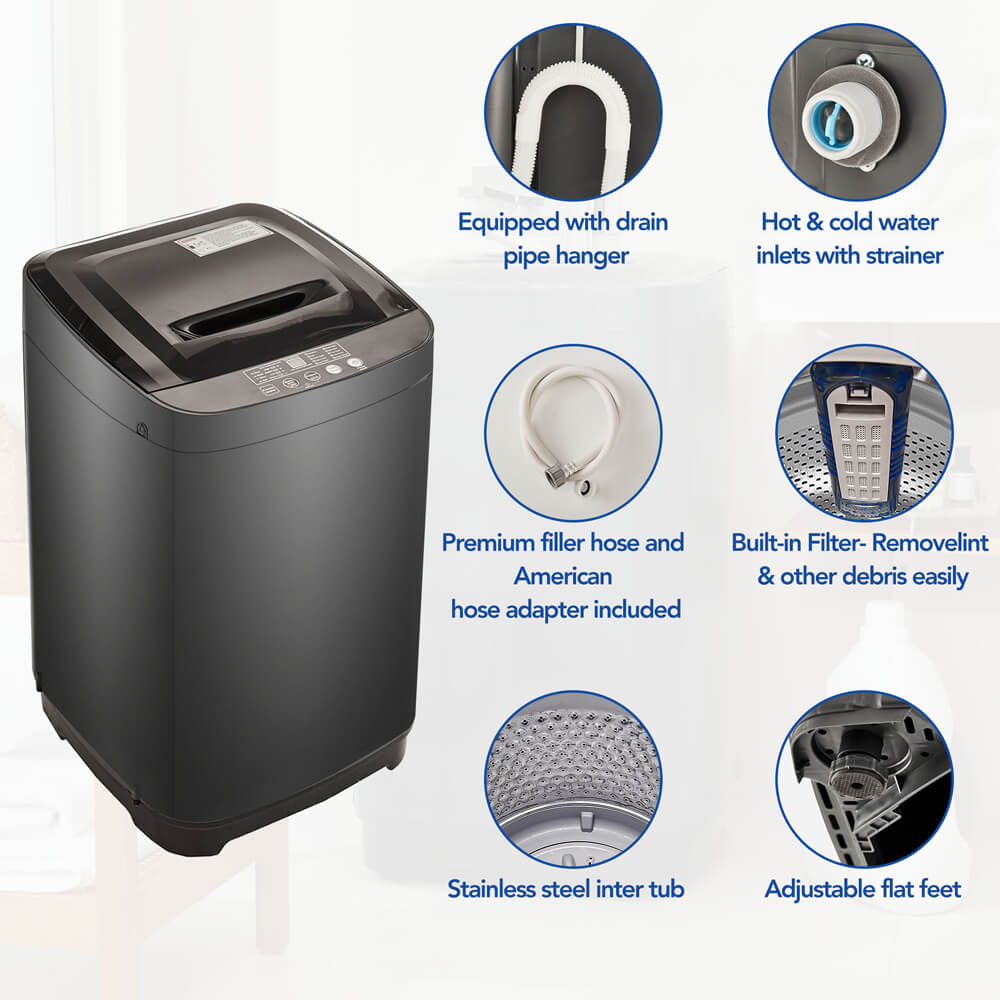 Equipped with drain
pipe hanger
Hot & cold water
inlets with strainer
Premium filler hose and
American
hose adapter included
Built-in Filter- Removelint
& other debris easily
Stainless steel inter tub
Adjustable flat feet